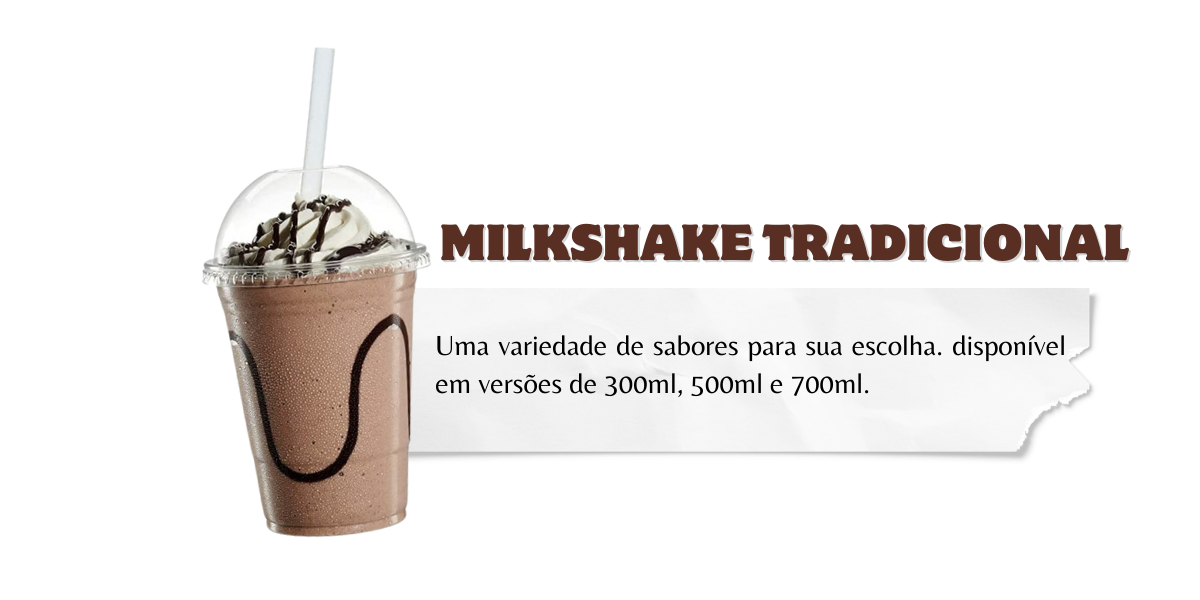 MILKSHAKE TRADICIONAL
Uma variedade de sabores para sua escolha. disponível
em versões de 300ml, 500ml e 700ml.